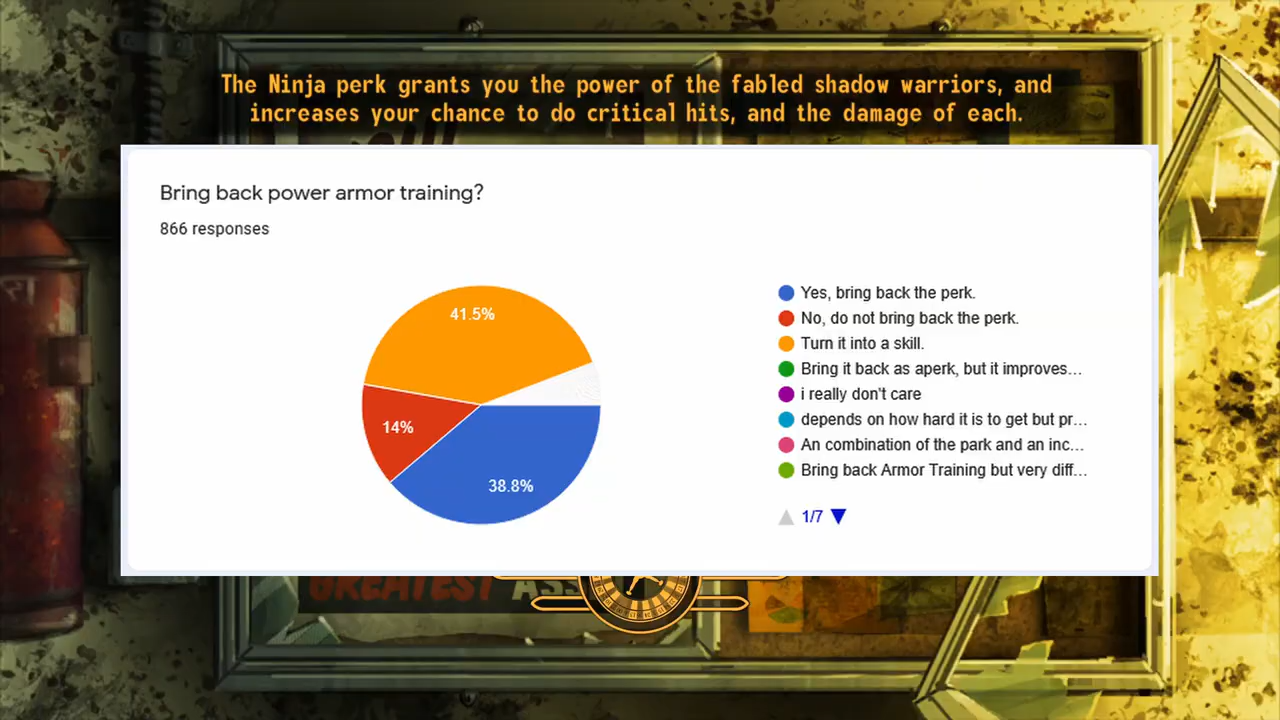 The Ninja perk grants you the power of the fabled shadow warriors, and
increases your chance to do critical hits, and the damage of each.
Bring back power armor training?
866 responses
41.5%
14%
38.8%
Yes, bring back the perk.
No, do not bring back the perk.
Turn it into a skill.
Bring it back as aperk, but it improves...
i really don't care
depends on how hard it is to get but pr...
An combination of the park and an inc...
Bring back Armor Training but very diff...
1/7
GREATEST ASS